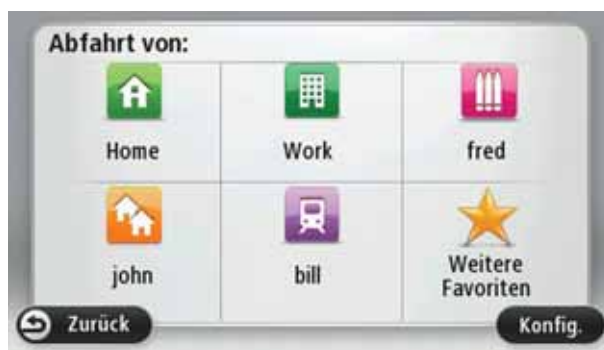 Abfahrt von:
Home
Work
fred
john
bill
Weitere
Favoriten
Zurück
Konfig.